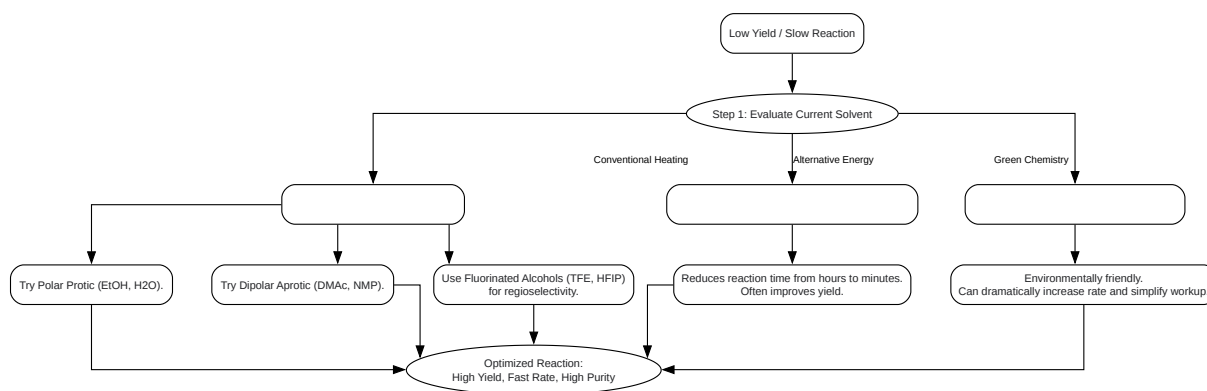 Low Yield / Slow Reaction
Step 1: Evaluate Current Solvent
Conventional Heating
Alternative Energy
Green Chemistry
Try Polar Protic (EtOH, H2O).
Try Dipolar Aprotic (DMAc, NMP).
Use Fluorinated Alcohols (TFE, HFIP)
for regioselectivity.
Reduces reaction time from hours to minutes.
Often improves yield.
Environmentally friendly.
Can dramatically increase rate and simplify workup.
Optimized Reaction:
High Yield, Fast Rate, High Purity